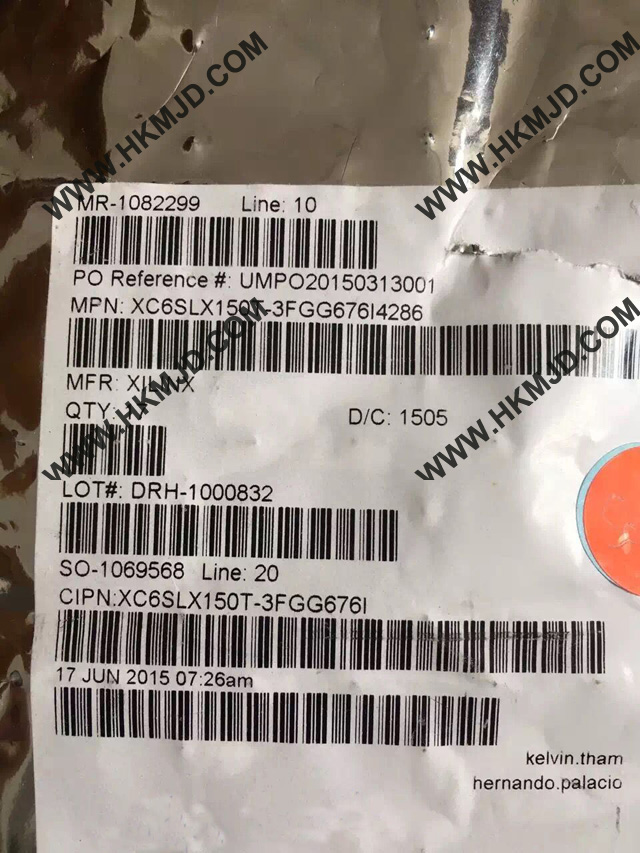 WWW.HKMJD.COM
WWW.HKMJD.COM
MR-1082299 Line: 10
PO Reference #: UMPO20150313001
MPN: XC6SLX150T-3FGG676I4286
MFR:
QTY: D/C: 1505
WWW.HKMJD.COM
WWW.HKMJD.COM
LOT#: DRH-1000832
SO-1069568 Line: 20
CIPN:XC6SLX150T-3FGG676I
17 JUN 2015 07:26am
kelvin.tham
hernando.palacio